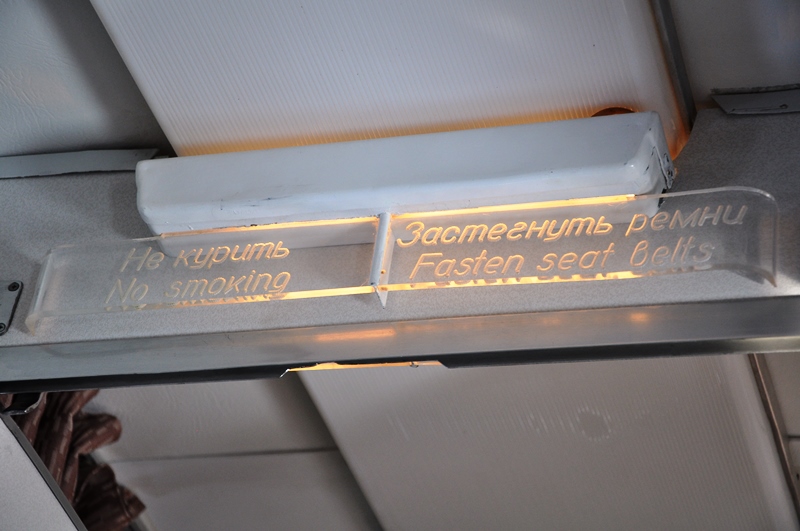 Не курить
No smoking
Застегнуть ремни
Fasten seat belts